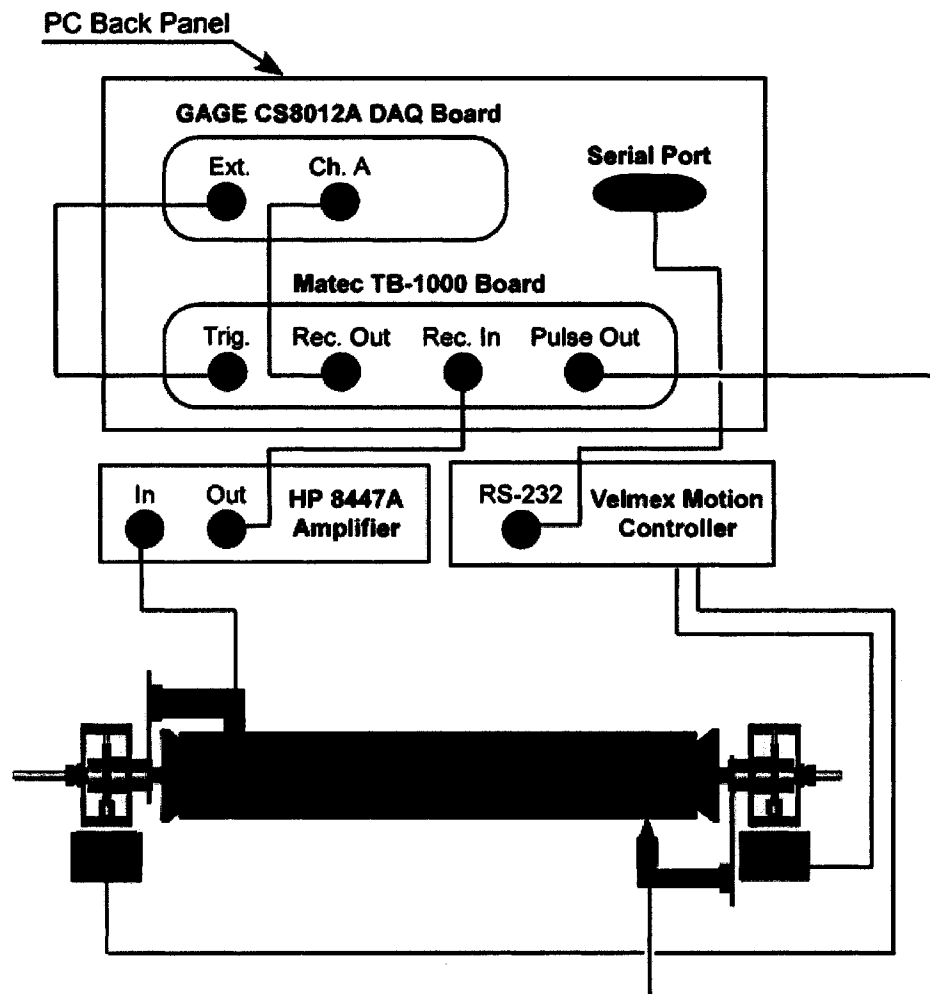 PC Back Panel
GAGE CS8012A DAQ Board
Ext.
Ch. A
Serial Port
Matec TB-1000 Board
Trig.
Rec. Out
Rec. In
Pulse Out
In
Out
HP 8447A
Amplifier
RS-232
Velmex Motion
Controller